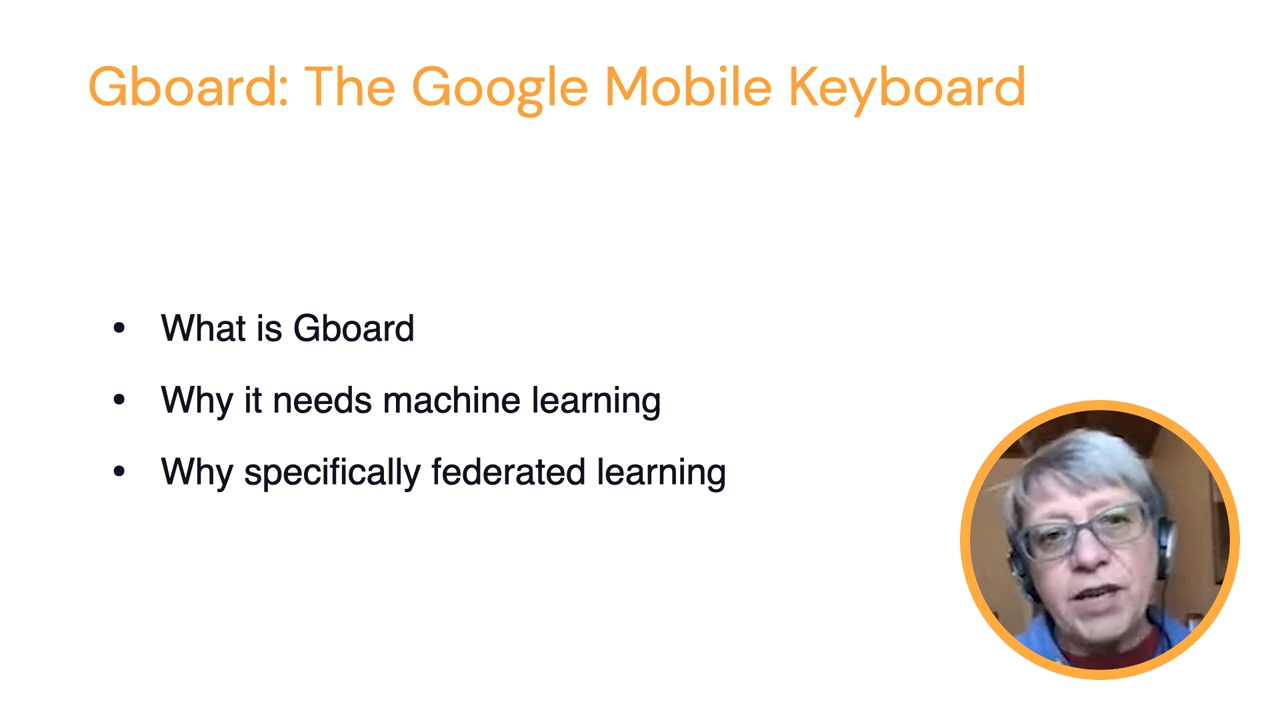 Gboard: The Google Mobile Keyboard
• What is Gboard
• Why it needs machine learning
• Why specifically federated learning